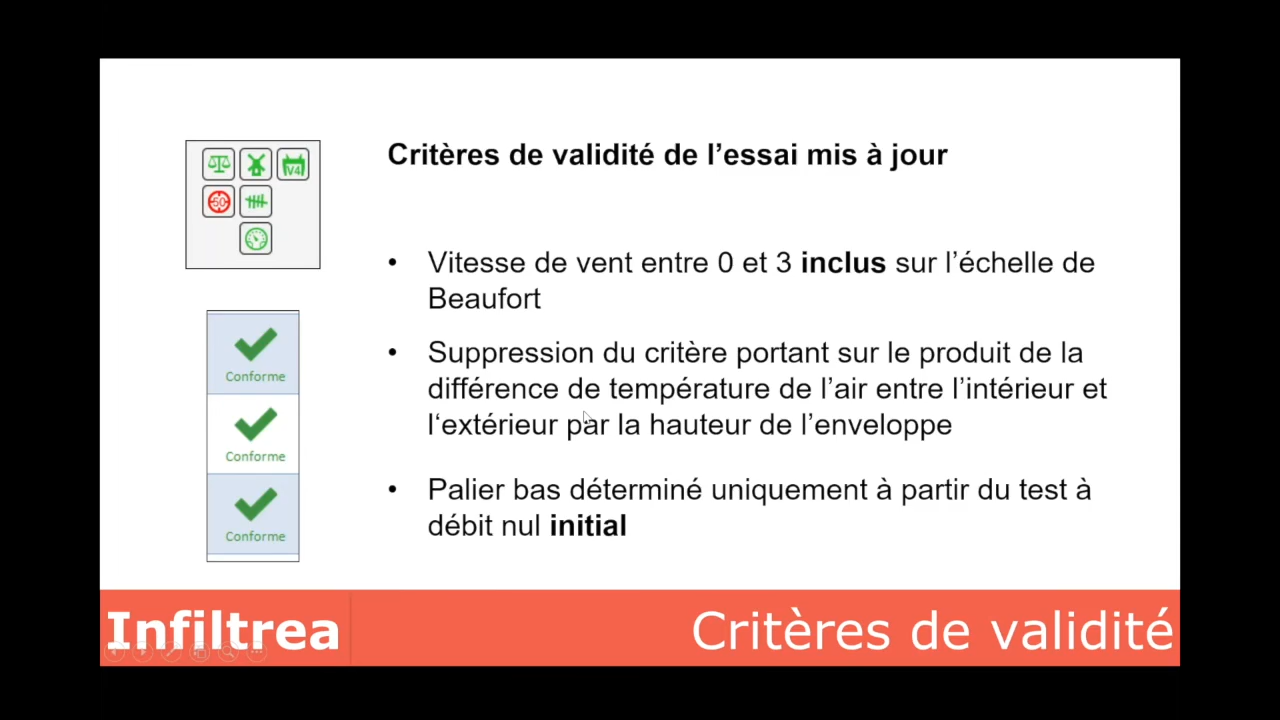 Critères de validité de l’essai mis à jour
V4
50
• Vitesse de vent entre 0 et 3 inclus sur l’échelle de
Beaufort
Conforme
• Suppression du critère portant sur le produit de la
différence de température de l’air entre l’intérieur et
l‘extérieur par la hauteur de l’enveloppe
Conforme
• Palier bas déterminé uniquement à partir du test à
débit nul initial
Conforme
Infiltrea
Critères de validité